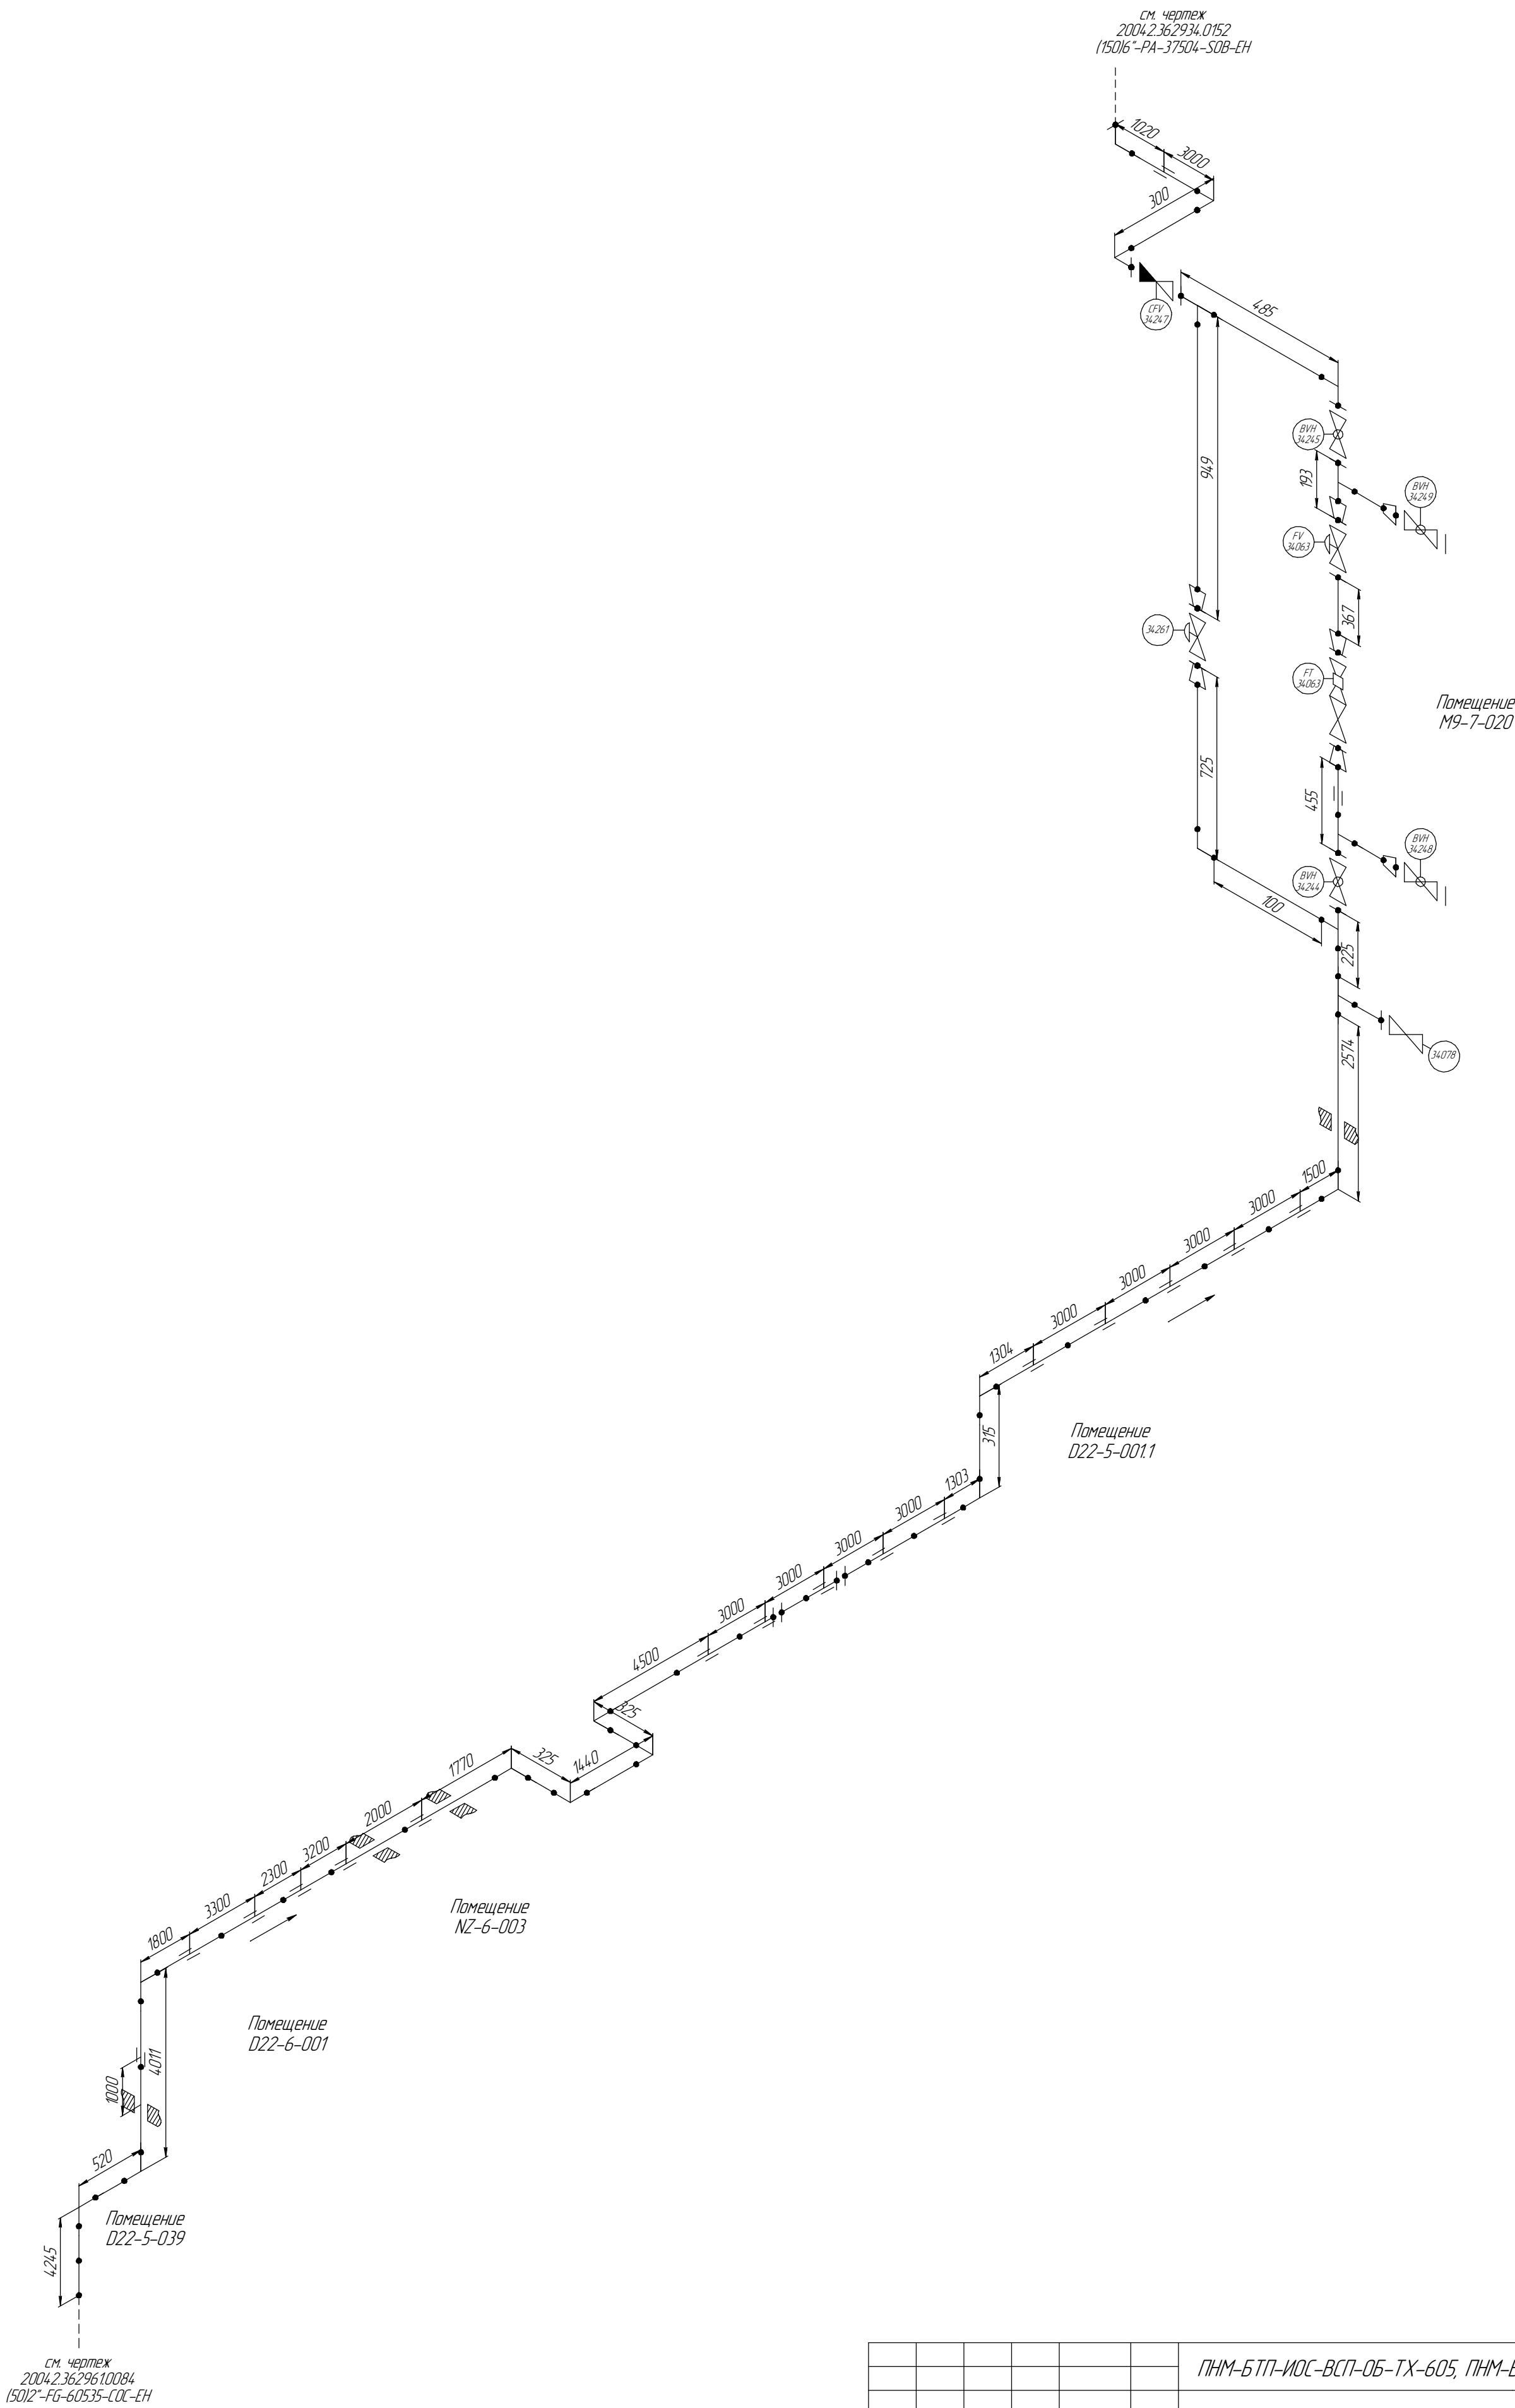 см. чертеж
20042.362934.0152
(150)6"-PA-37504-SOB-EH
1020
3000
300
CFV
34247
485
BVH
34245
193
BVH
34249
949
FV
34063
367
34261
FT
34063
Помещение
M9-7-020
725
455
BVH
34248
BVH
34244
100
225
2574
34078
1500
3000
3000
3000
3000
1304
315
Помещение
D22-5-001.1
1303
3000
3000
3000
3000
4500
325
1440
325
1770
2000
3200
2300
3300
1800
Помещение
NZ-6-003
Помещение
D22-6-001
4011
1000
520
Помещение
D22-5-039
4245
см. чертеж
20042.362961.0084
(50)2"-FG-60535-COC-EH
ПНМ-БТП-ИОС-ВСП-ОБ-ТХ-605, ПНМ-Б